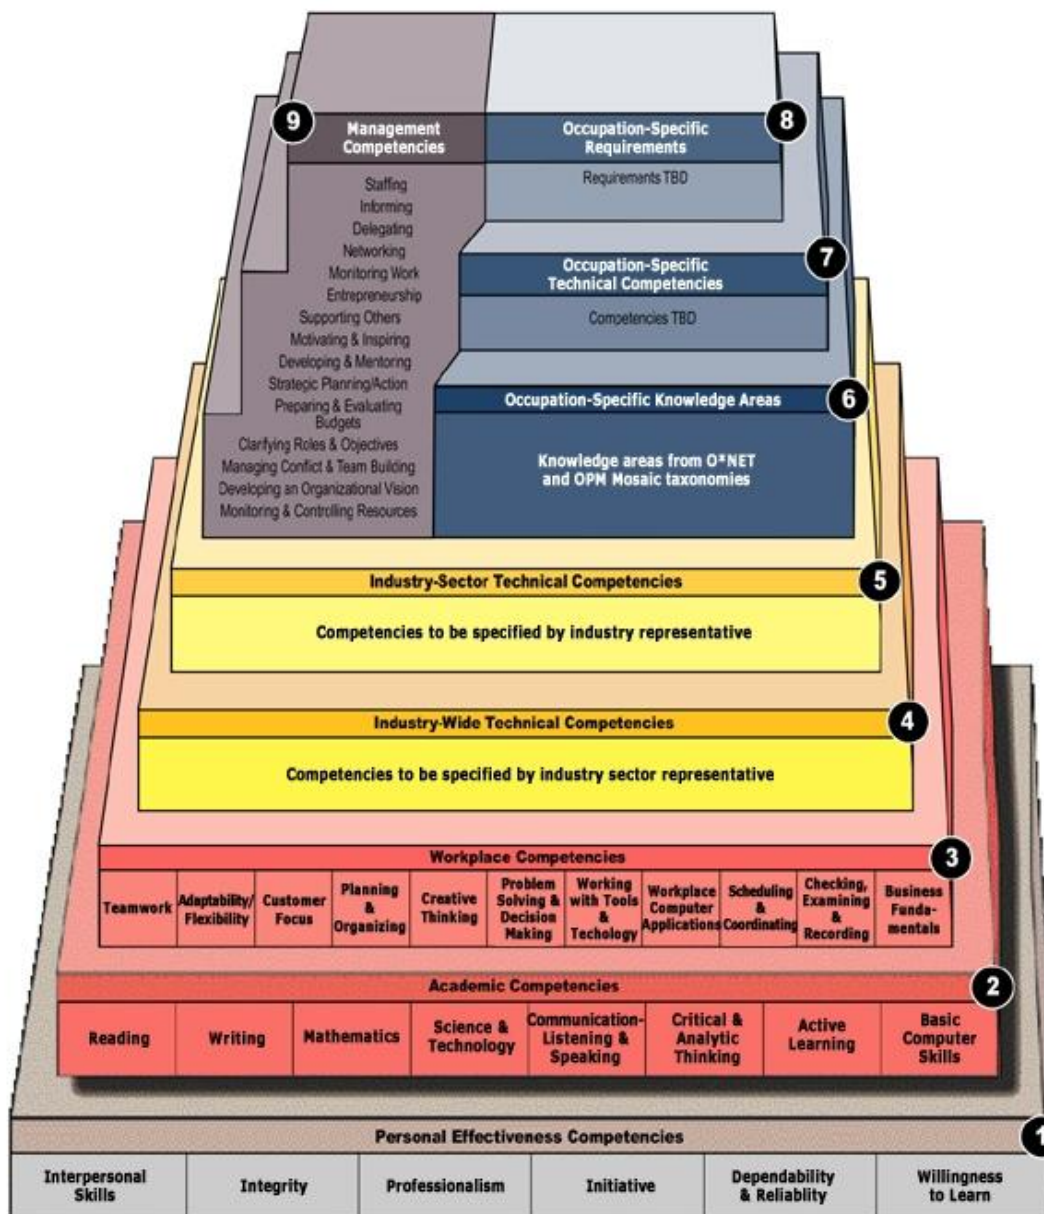 9
Management
Competencies
Staffing
Informing
Delegating
Networking
Monitoring Work
Entrepreneurship
Supporting Others
Motivating & Inspiring
Developing & Mentoring
Strategic Planning/Action
Preparing & Evaluating
Budgets
Clarifying Roles & Objectives
Managing Conflict & Team Building
Developing an Organizational Vision
Monitoring & Controlling Resources
Occupation-Specific
Requirements
8
Requirements TBD
Occupation-Specific
Technical Competencies
7
Competencies TBD
Occupation-Specific Knowledge Areas
6
Knowledge areas from O*NET
and OPM Mosaic taxonomies
Industry-Sector Technical Competencies
5
Competencies to be specified by industry representative
Industry-Wide Technical Competencies
4
Competencies to be specified by industry sector representative
Workplace Competencies
3
Teamwork
Adaptability/
Flexibility
Customer
Focus
Planning
&
Organizing
Creative
Thinking
Problem
Solving &
Decision
Making
Working
with Tools
&
Techology
Workplace
Computer
Applications
Scheduling
&
Coordinating
Checking,
Examining
&
Recording
Business
Funda-
mentals
Academic Competencies
2
Reading
Writing
Mathematics
Science &
Technology
Communication-
Listening &
Speaking
Critical &
Analytic
Thinking
Active
Learning
Basic
Computer
Skills
Personal Effectiveness Competencies
1
Interpersonal
Skills
Integrity
Professionalism
Initiative
Dependability
& Reliablity
Willingness
to Learn